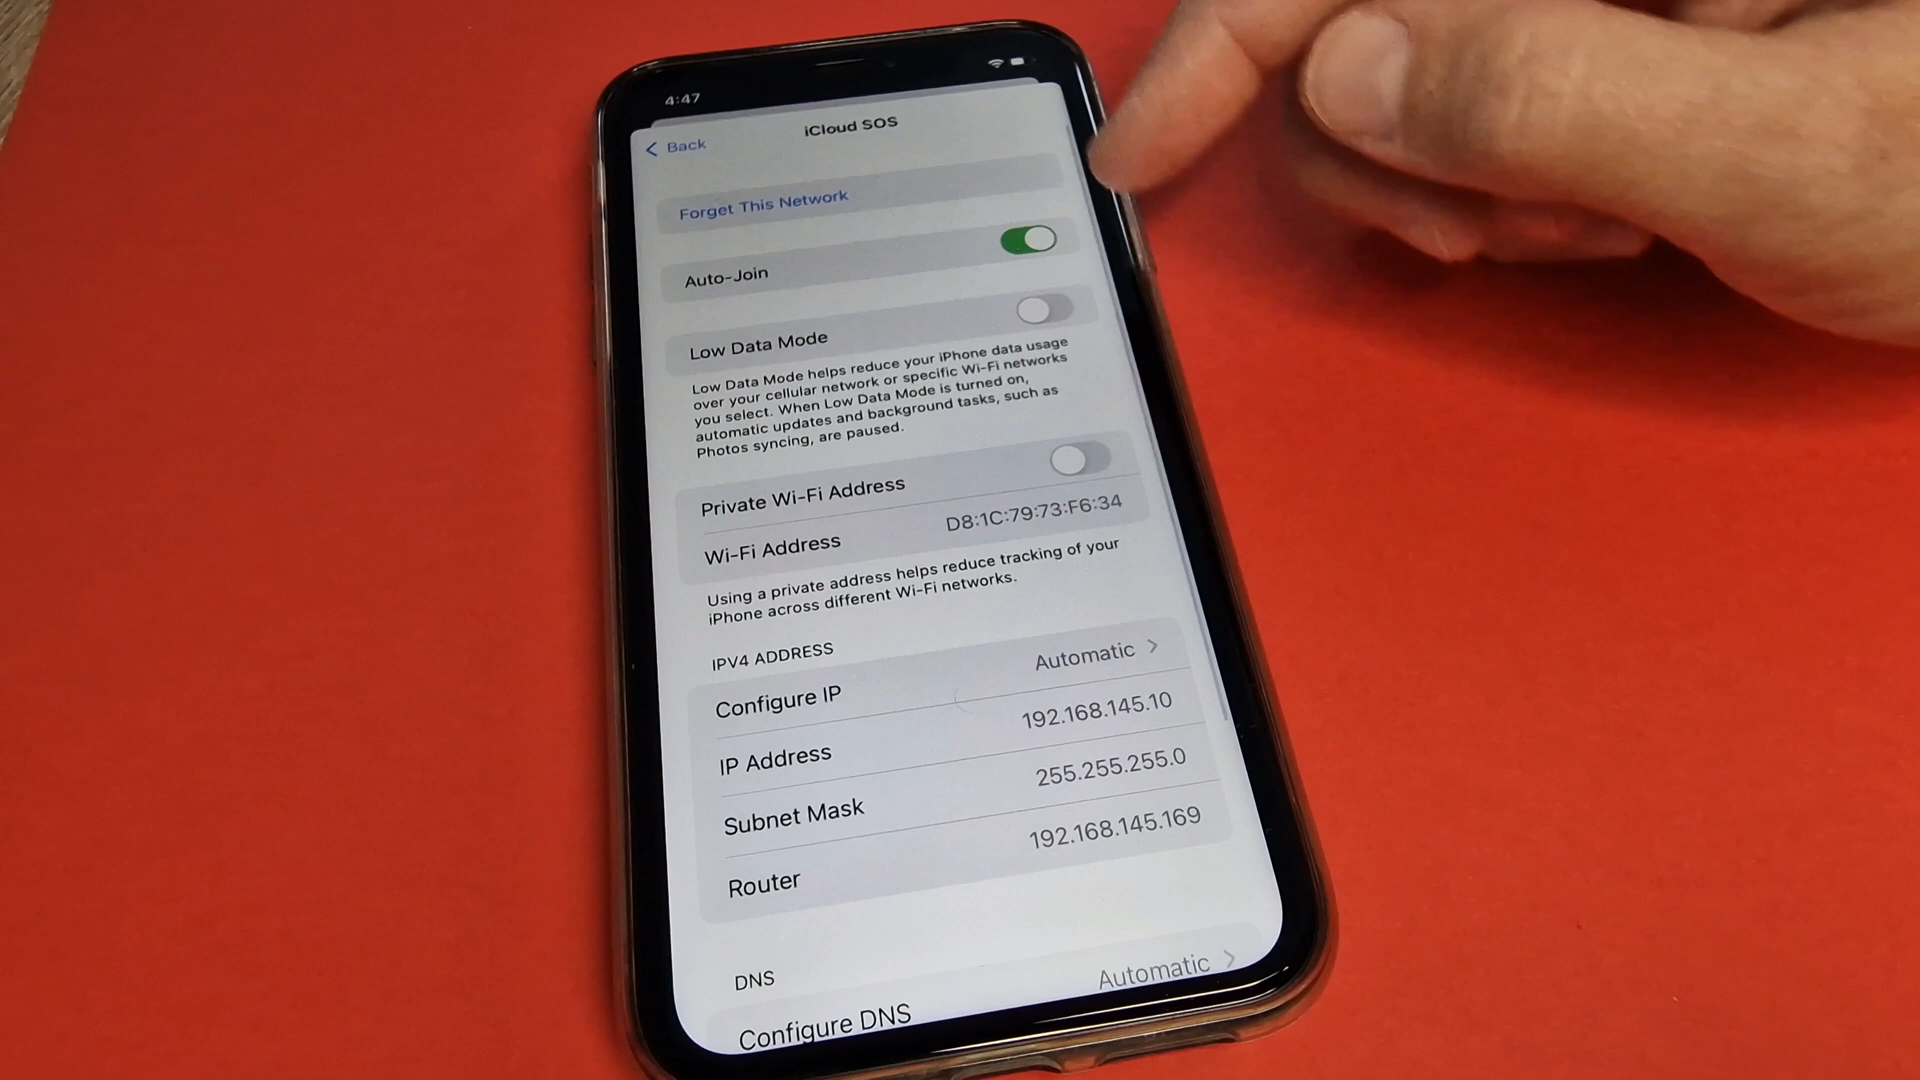 4:47
Back
iCloud SOS
Forget This Network
Auto-Join
Low Data Mode
Low Data Mode helps reduce your iPhone data usage
over your cellular network or specific Wi-Fi networks
you select. When Low Data Mode is turned on,
automatic updates and background tasks, such as
Photos syncing, are paused.
Private Wi-Fi Address
Wi-Fi Address D8:1C:79:73:F6:34
Using a private address helps reduce tracking of your
iPhone across different Wi-Fi networks.
IPV4 ADDRESS
Configure IP Automatic
IP Address 192.168.145.10
Subnet Mask 255.255.255.0
Router 192.168.145.169
DNS
Configure DNS Automatic